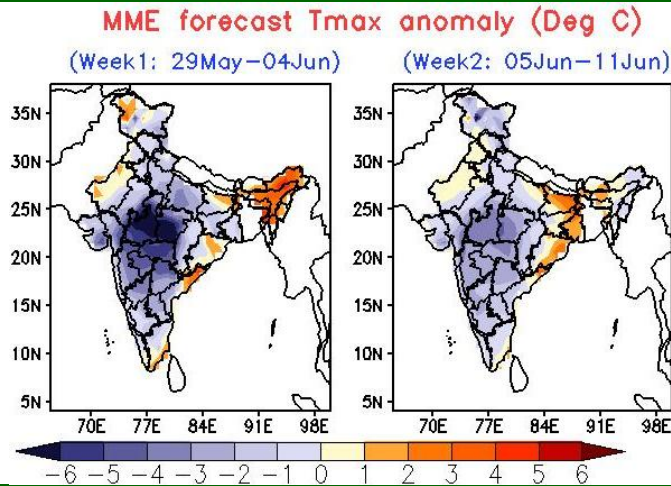 MME forecast Tmax anomaly (Deg C)
(Week1: 29May−04Jun)
(Week2: 05Jun−11Jun)
35N
30N
25N
20N
15N
10N
5N
70E 77E 84E 91E 98E
35N
30N
25N
20N
15N
10N
5N
70E 77E 84E 91E 98E
−6 −5 −4 −3 −2 −1 0 1 2 3 4 5 6